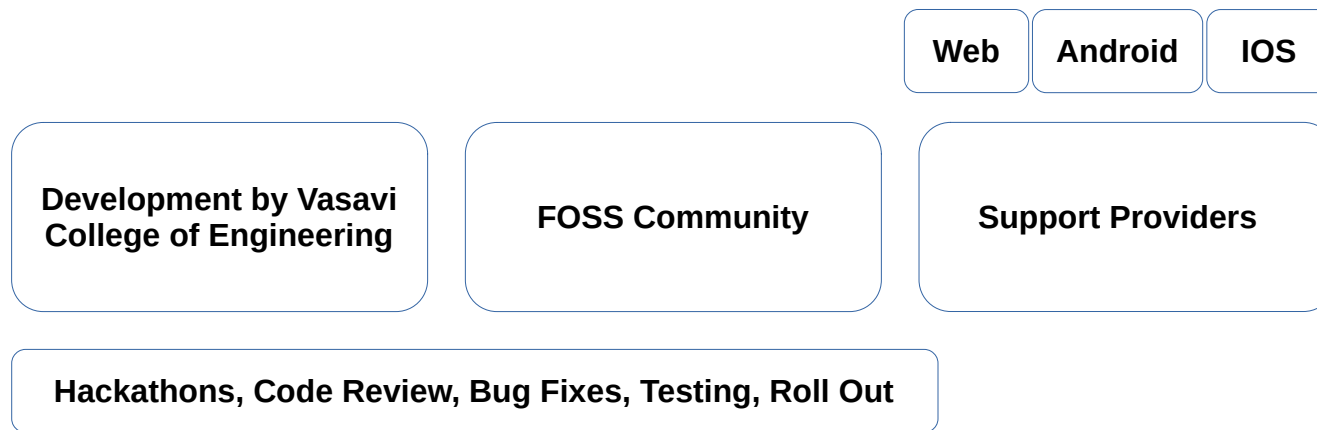 Web
Android
IOS
Development by Vasavi
College of Engineering
FOSS Community
Support Providers
Hackathons, Code Review, Bug Fixes, Testing, Roll Out